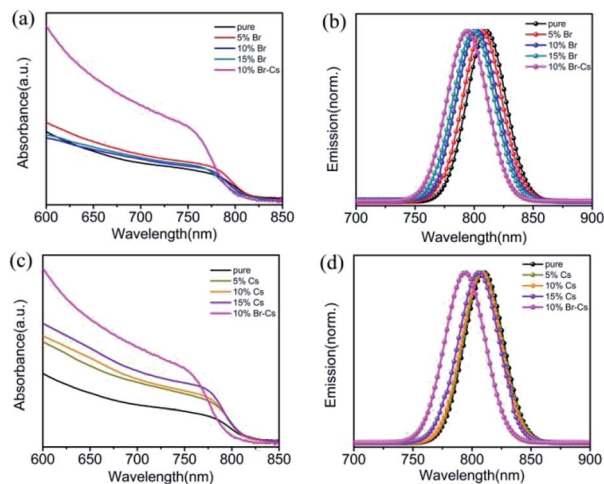 (a)
pure
5% Br
10% Br
15% Br
10% Br-Cs
Absorbance(a.u.)
600 650 700 750 800 850
Wavelength(nm)
(b)
pure
5% Br
10% Br
15% Br
10% Br-Cs
Emission(norm.)
700 750 800 850 900
Wavelength(nm)
(c)
pure
5% Cs
10% Cs
15% Cs
10% Br-Cs
Absorbance(a.u.)
600 650 700 750 800 850
Wavelength(nm)
(d)
pure
5% Cs
10% Cs
15% Cs
10% Br-Cs
Emission(norm.)
700 750 800 850 900
Wavelength(nm)